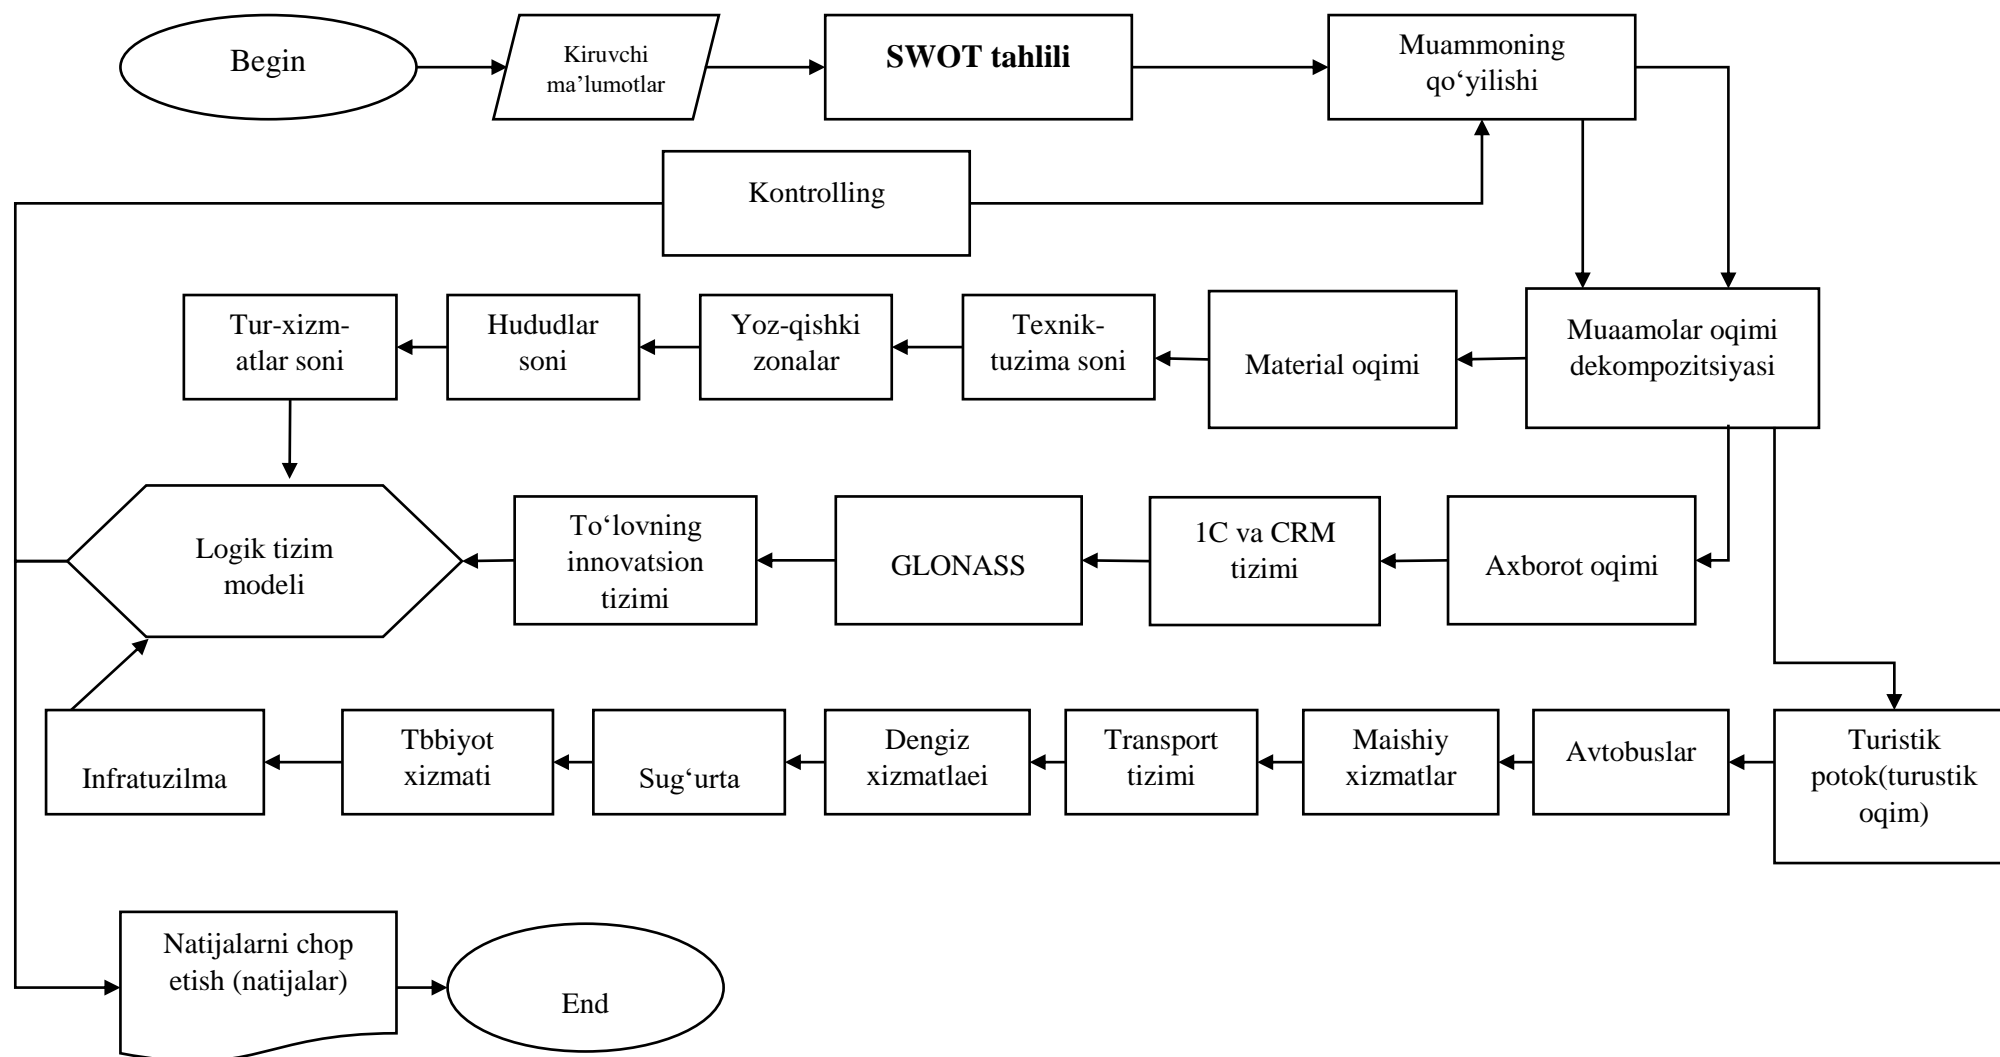 Begin
Kiruvchi
ma’lumotlar
SWOT tahlili
Muammoning
qo‘yilishi
Kontrolling
Tur-xizm-
atlar soni
Hududlar
soni
Yoz-qishki
zonalar
Texnik-
tuzima soni
Material oqimi
Muaamolar oqimi
dekompozitsiyasi
Logik tizim
modeli
To‘lovning
innovatsion
tizimi
GLONASS
1C va CRM
tizimi
Axborot oqimi
Infratuzilma
Tbbiyot
xizmati
Sug‘urta
Dengiz
xizmatlaei
Transport
tizimi
Maishiy
xizmatlar
Avtobuslar
Turistik
potok(turustik
oqim)
Natijalarni chop
etish (natijalar)
End